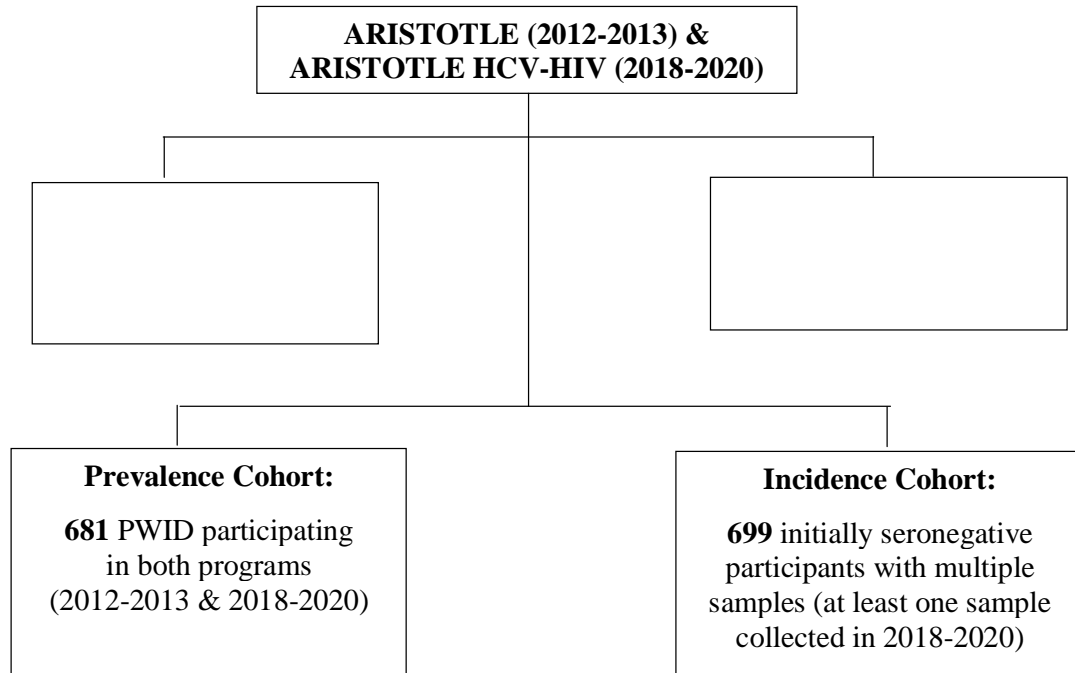 ARISTOTLE (2012-2013) &
ARISTOTLE HCV-HIV (2018-2020)
Prevalence Cohort:
681 PWID participating
in both programs
(2012-2013 & 2018-2020)
Incidence Cohort:
699 initially seronegative
participants with multiple
samples (at least one sample
collected in 2018-2020)